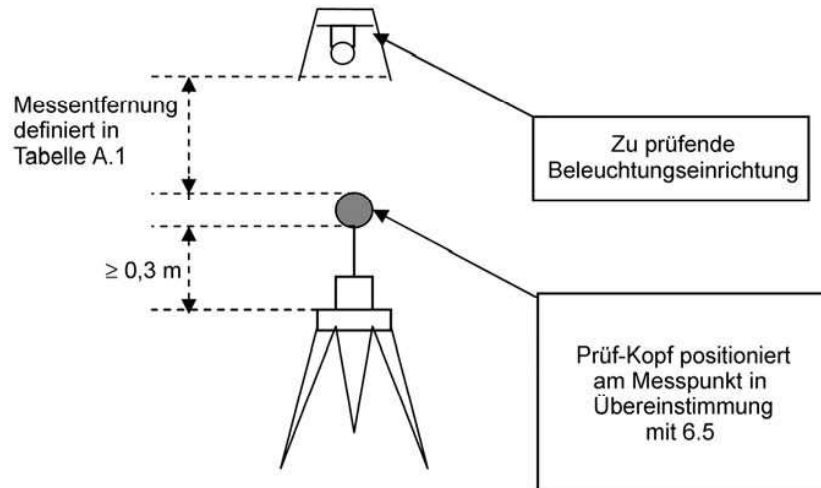 Messentfernung
definiert in
Tabelle A.1
≥ 0,3 m
Zu prüfende
Beleuchtungseinrichtung
Prüf-Kopf positioniert
am Messpunkt in
Übereinstimmung
mit 6.5